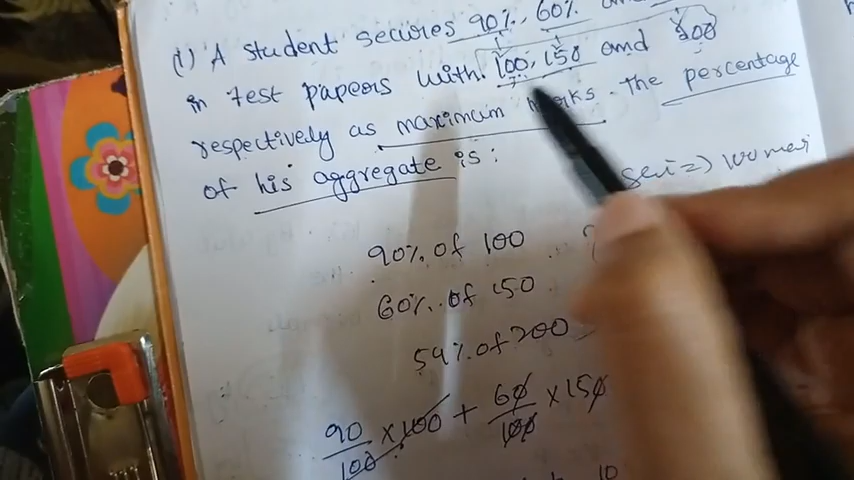 (1) A student secures 90%, 60%
in test papers with 100, 150 and 200
respectively as maximum marks. The percentage
of his aggregate is:
100
90% of 100
60% of 150
54% of 200
90/100 × 100 + 60/100 × 150
10